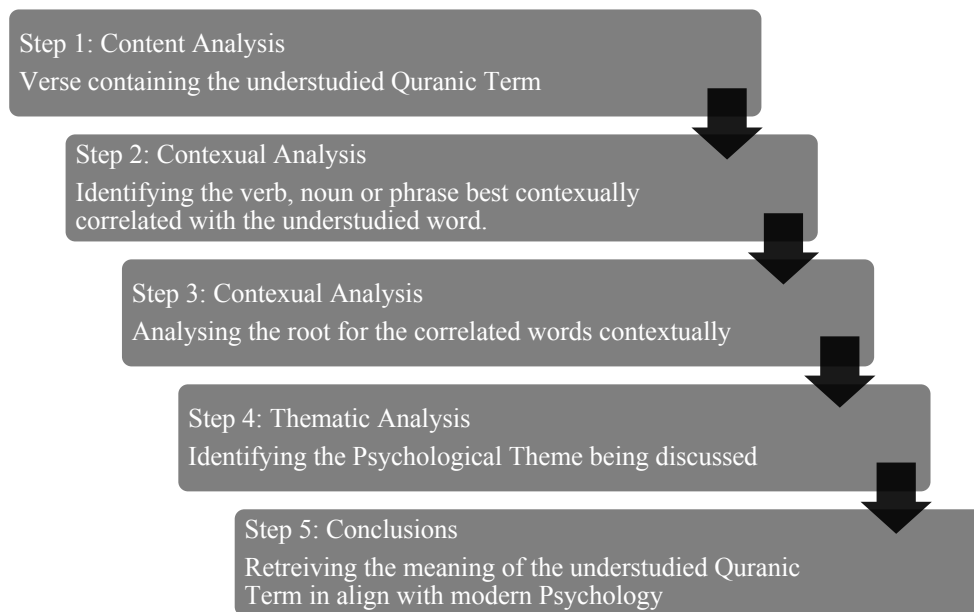 Step 1: Content Analysis
Verse containing the understudied Quranic Term
Step 2: Contexual Analysis
Identifying the verb, noun or phrase best contexually
correlated with the understudied word.
Step 3: Contexual Analysis
Analysing the root for the correlated words contextually
Step 4: Thematic Analysis
Identifying the Psychological Theme being discussed
Step 5: Conclusions
Retreiving the meaning of the understudied Quranic
Term in align with modern Psychology